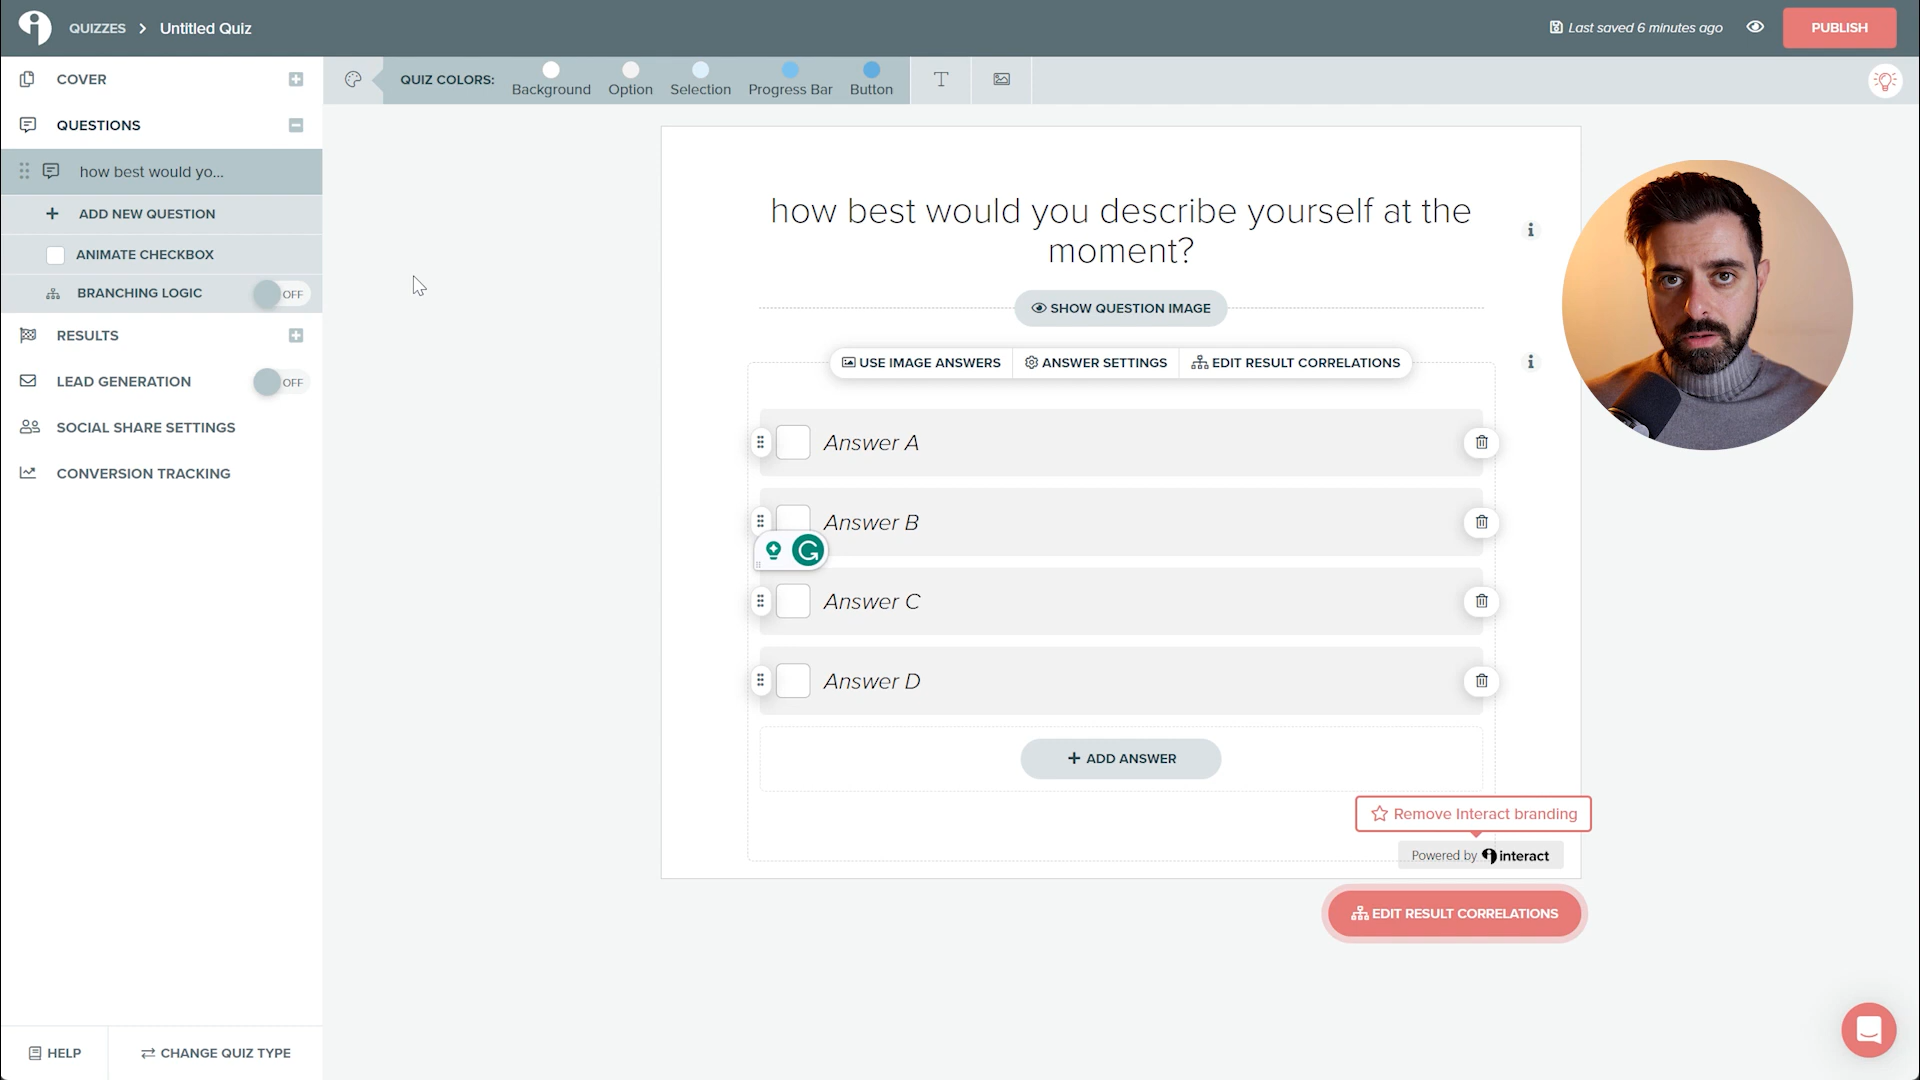 QUIZZES > Untitled Quiz
Last saved 6 minutes ago
PUBLISH
COVER
QUIZ COLORS:
Background
Option
Selection
Progress Bar
Button
T
QUESTIONS
how best would yo...
+ ADD NEW QUESTION
ANIMATE CHECKBOX
BRANCHING LOGIC
OFF
RESULTS
LEAD GENERATION
OFF
SOCIAL SHARE SETTINGS
CONVERSION TRACKING
how best would you describe yourself at the
moment?
SHOW QUESTION IMAGE
USE IMAGE ANSWERS
ANSWER SETTINGS
EDIT RESULT CORRELATIONS
Answer A
Answer B
Answer C
Answer D
+ ADD ANSWER
Remove Interact branding
Powered by interact
EDIT RESULT CORRELATIONS
HELP
CHANGE QUIZ TYPE